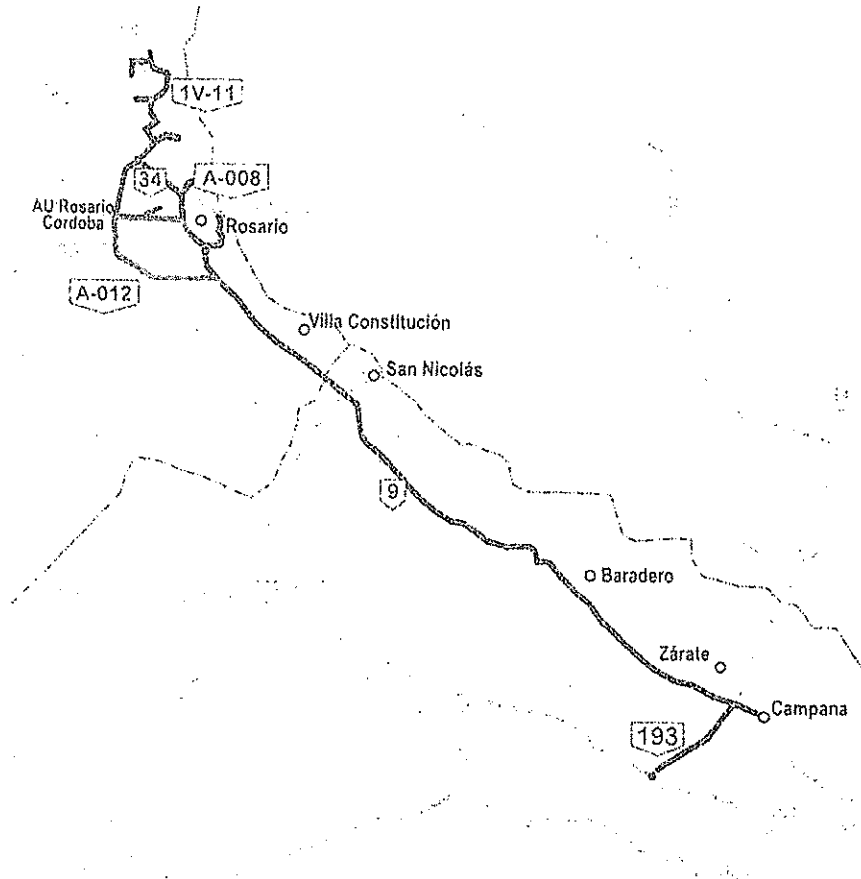 1V-11
34
A-008
AU Rosario
Cordoba
Rosario
A-012
Villa Constitución
San Nicolás
9
Baradero
Zárate
Campana
193